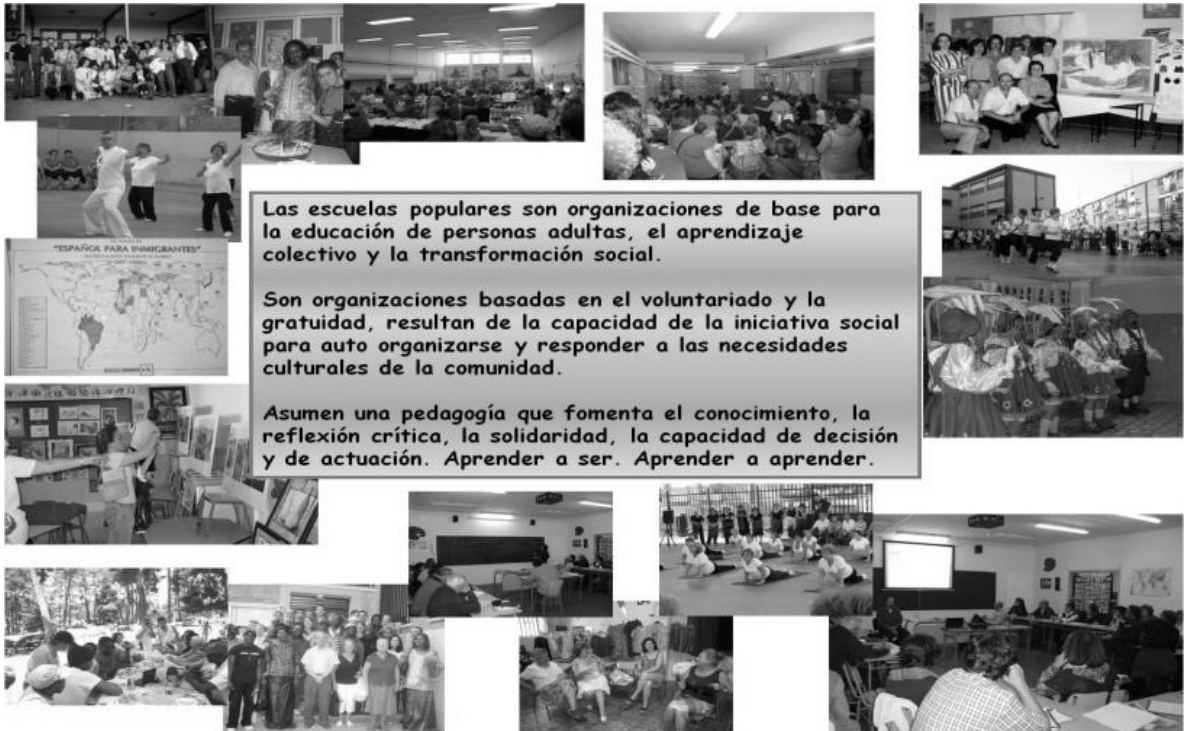 "ESPAÑOL PARA INMIGRANTES"
Las escuelas populares son organizaciones de base para
la educación de personas adultas, el aprendizaje
colectivo y la transformación social.
Son organizaciones basadas en el voluntariado y la
gratuidad, resultan de la capacidad de la iniciativa social
para auto organizarse y responder a las necesidades
culturales de la comunidad.
Asumen una pedagogía que fomenta el conocimiento, la
reflexión crítica, la solidaridad, la capacidad de decisión
y de actuación. Aprender a ser. Aprender a aprender.